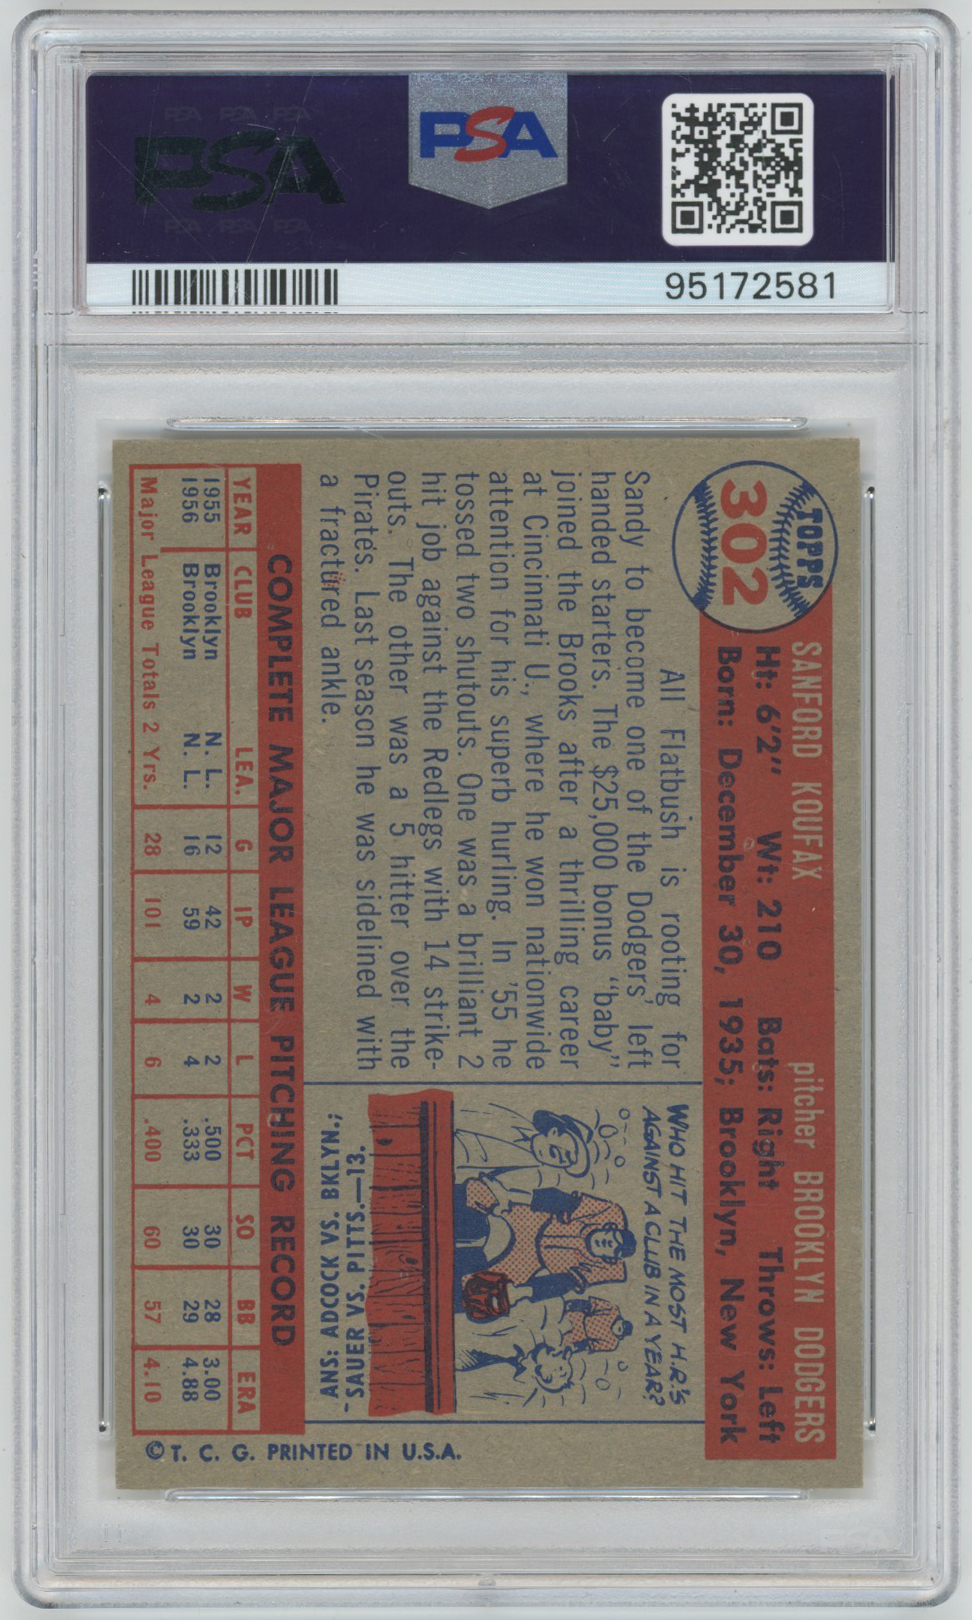 PSA PSA PSA
PSA
PSA PSA PSA
PSA
95172581
TOPPS
302
SANFORD KOUFAX pitcher BROOKLYN DODGERS
Ht: 6'2" Wt: 210 Bats: Right Throws: Left
Born: December 30, 1935; Brooklyn, New York
All Flatbush is rooting for
Sandy to become one of the Dodgers' left
handed starters. The $25,000 bonus "baby"
joined the Brooks after a thrilling career
at Cincinnati U., where he won nationwide
attention for his superb hurling. In '55 he
tossed two shutouts. One was a brilliant 2
hit job against the Redlegs with 14 strike-
outs. The other was a 5 hitter over the
Pirates. Last season he was sidelined with
a fractured ankle.
WHO HIT THE MOST H.R'S
AGAINST A CLUB IN A YEAR?
ANS: ADCOCK VS. BKLYN.;
SAUER VS. PITTS.—13.
COMPLETE MAJOR LEAGUE PITCHING RECORD
YEAR CLUB LEA. G IP W L PCT SO BB ERA
1955 Brooklyn N. L. 12 42 2 2 .500 30 28 3.00
1956 Brooklyn N. L. 16 59 2 4 .333 30 29 4.88
Major League Totals 2 Yrs. 28 101 4 6 .400 60 57 4.10
© T. C. G. PRINTED IN U.S.A.